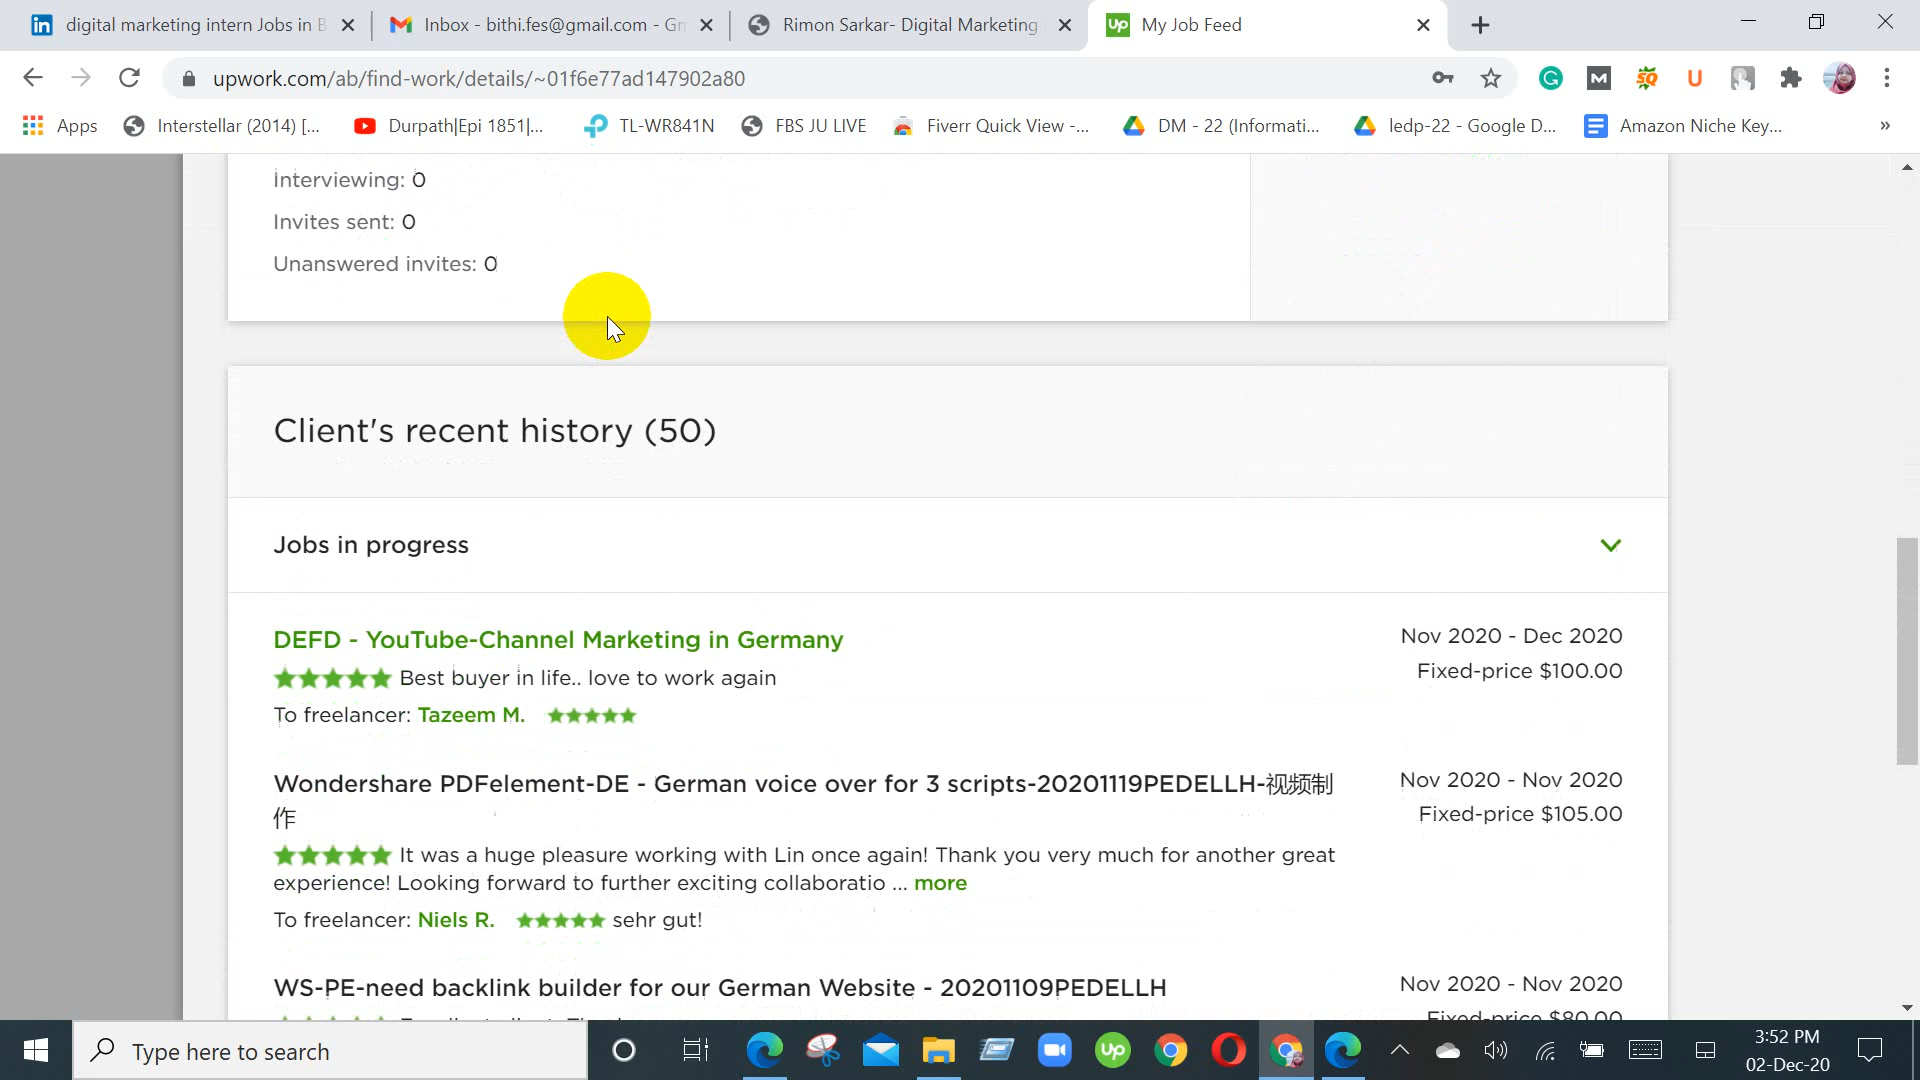 digital marketing intern Jobs in B
Inbox - bithi.fes@gmail.com - Gm
Rimon Sarkar- Digital Marketing
My Job Feed
upwork.com/ab/find-work/details/~01f6e77ad147902a80
Apps
Interstellar (2014) [...
Durpath|Epi 1851|...
TL-WR841N
FBS JU LIVE
Fiverr Quick View -...
DM - 22 (Informati...
ledp-22 - Google D...
Amazon Niche Key...
»
Interviewing: 0
Invites sent: 0
Unanswered invites: 0
Client's recent history (50)
Jobs in progress
DEFD - YouTube-Channel Marketing in Germany
Nov 2020 - Dec 2020
Best buyer in life.. love to work again
Fixed-price $100.00
To freelancer: Tazeem M.
Wondershare PDFelement-DE - German voice over for 3 scripts-20201119PEDELLH-视频制
作
Nov 2020 - Nov 2020
Fixed-price $105.00
It was a huge pleasure working with Lin once again! Thank you very much for another great
experience! Looking forward to further exciting collaboratio ... more
To freelancer: Niels R. sehr gut!
WS-PE-need backlink builder for our German Website - 20201109PEDELLH
Nov 2020 - Nov 2020
Fixed-price $80.00
Type here to search
3:52 PM
02-Dec-20